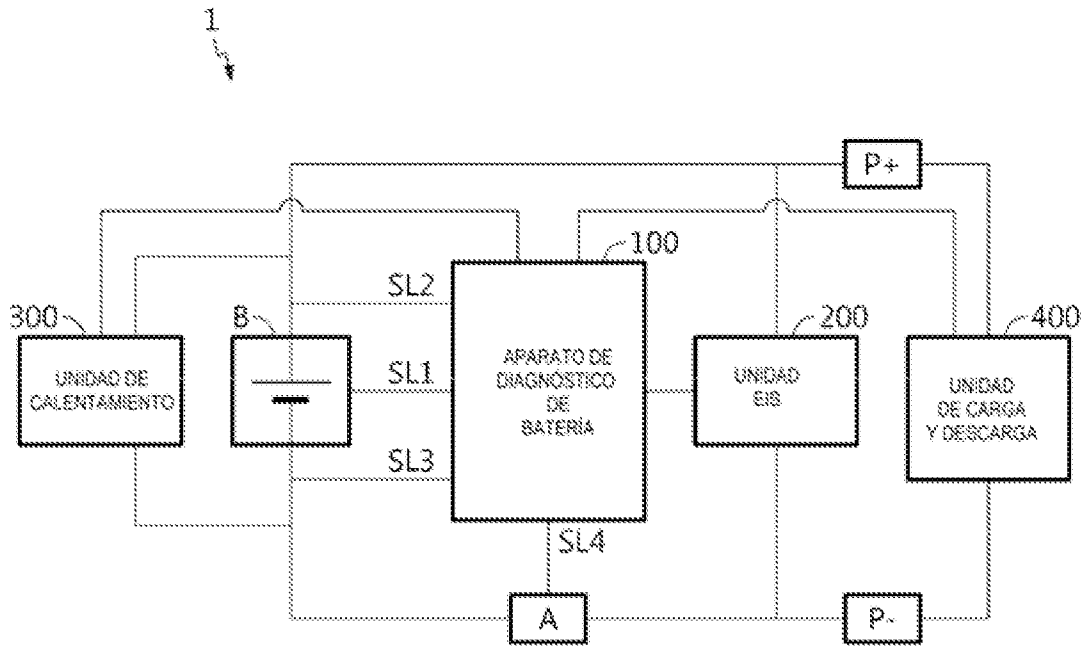 1
P+
100
SL2
300
B
200
400
UNIDAD DE
CALENTAMIENTO
SL1
APARATO DE
DIAGNÓSTICO
DE
BATERÍA
UNIDAD
EIS
UNIDAD
DE CARGA
Y DESCARGA
SL3
SL4
A
P-